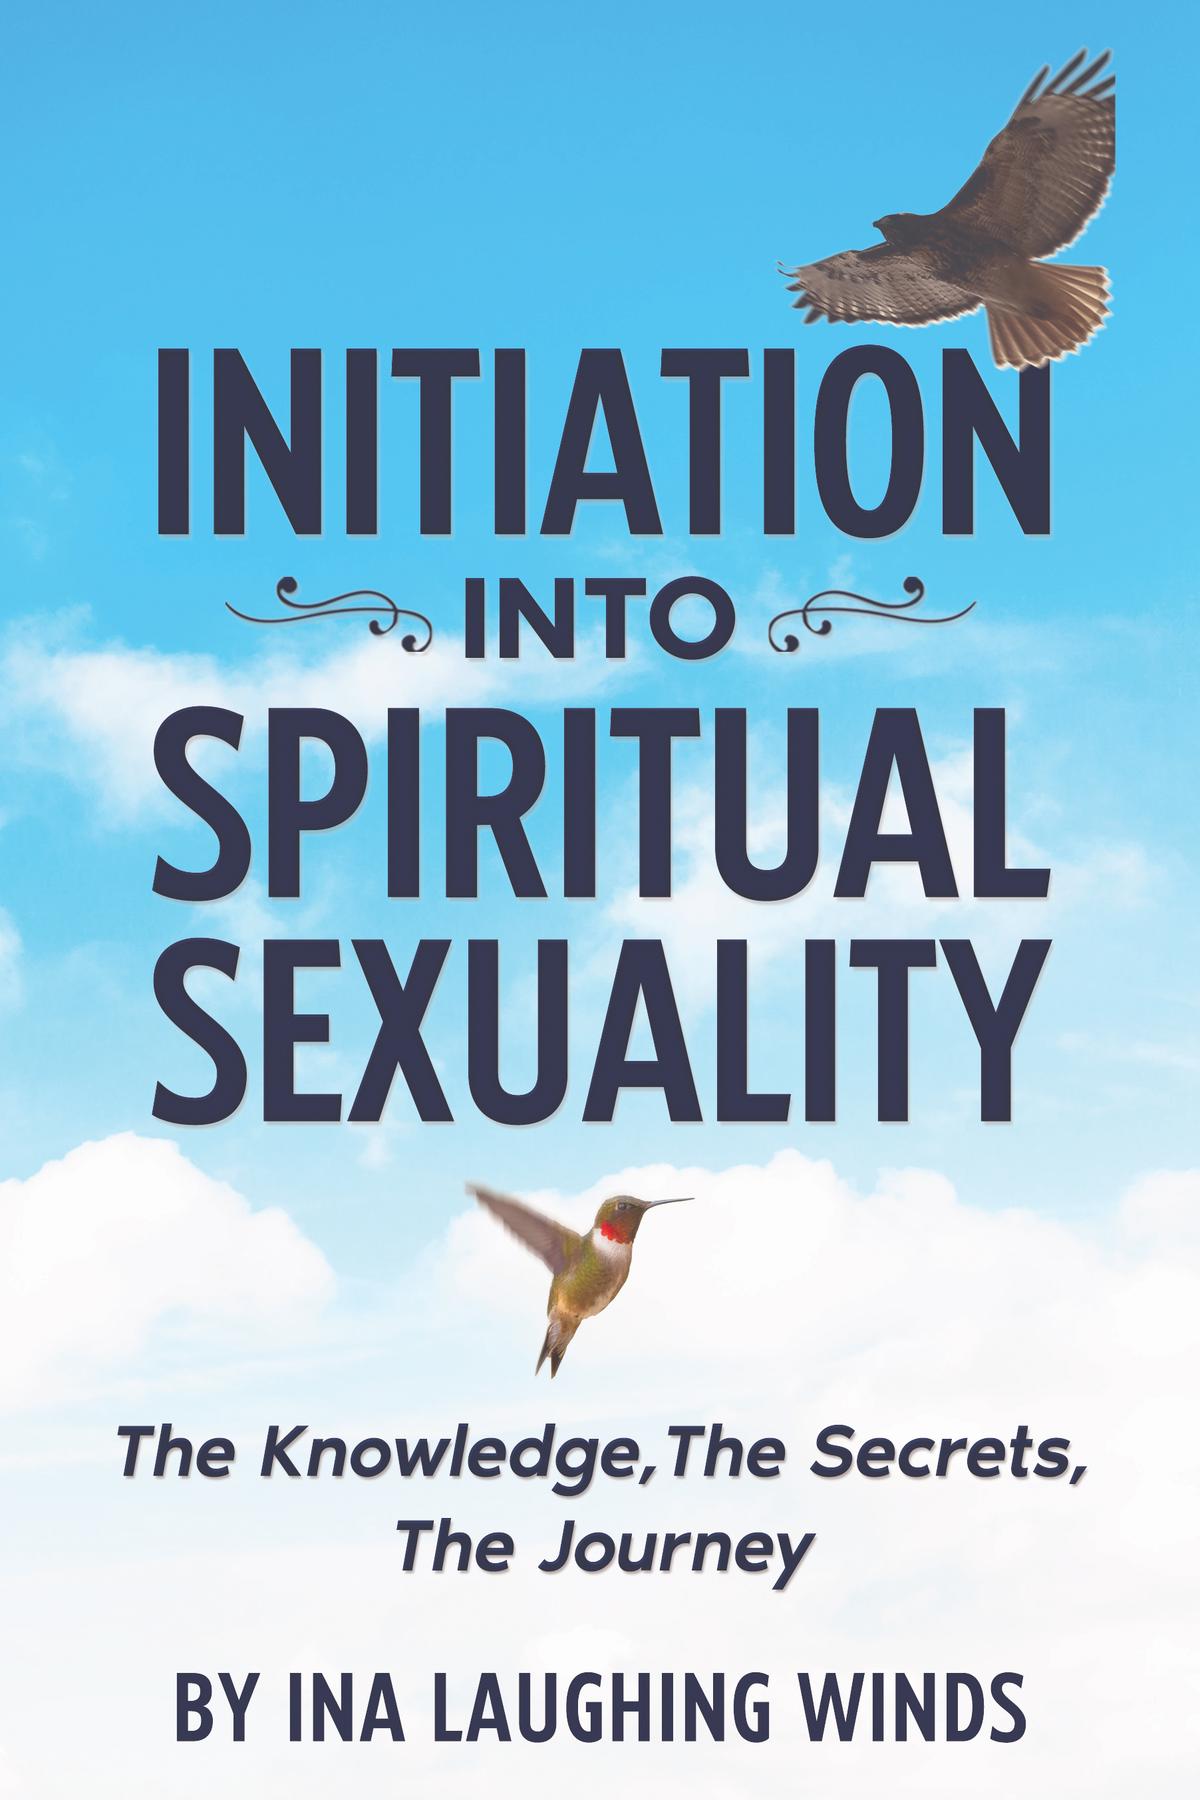 INITIATION
INTO
SPIRITUAL
SEXUALITY
The Knowledge,The Secrets,
The Journey
BY INA LAUGHING WINDS